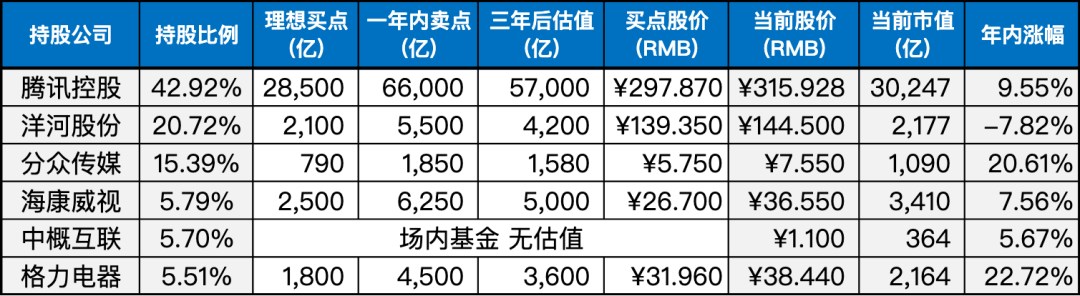 持股公司 持股比例 理想买点（亿） 一年内卖点（亿） 三年后估值（亿） 买点股价（RMB） 当前股价（RMB） 当前市值（亿） 年内涨幅
腾讯控股 42.92% 28,500 66,000 57,000 ¥297.870 ¥315.928 30,247 9.55%
洋河股份 20.72% 2,100 5,500 4,200 ¥139.350 ¥144.500 2,177 –7.82%
分众传媒 15.39% 790 1,850 1,580 ¥5.750 ¥7.550 1,090 20.61%
海康威视 5.79% 2,500 6,250 5,000 ¥26.700 ¥36.550 3,410 7.56%
中概互联 5.70% 场内基金 无估值 ¥1.100 364 5.67%
格力电器 5.51% 1,800 4,500 3,600 ¥31.960 ¥38.440 2,164 22.72%